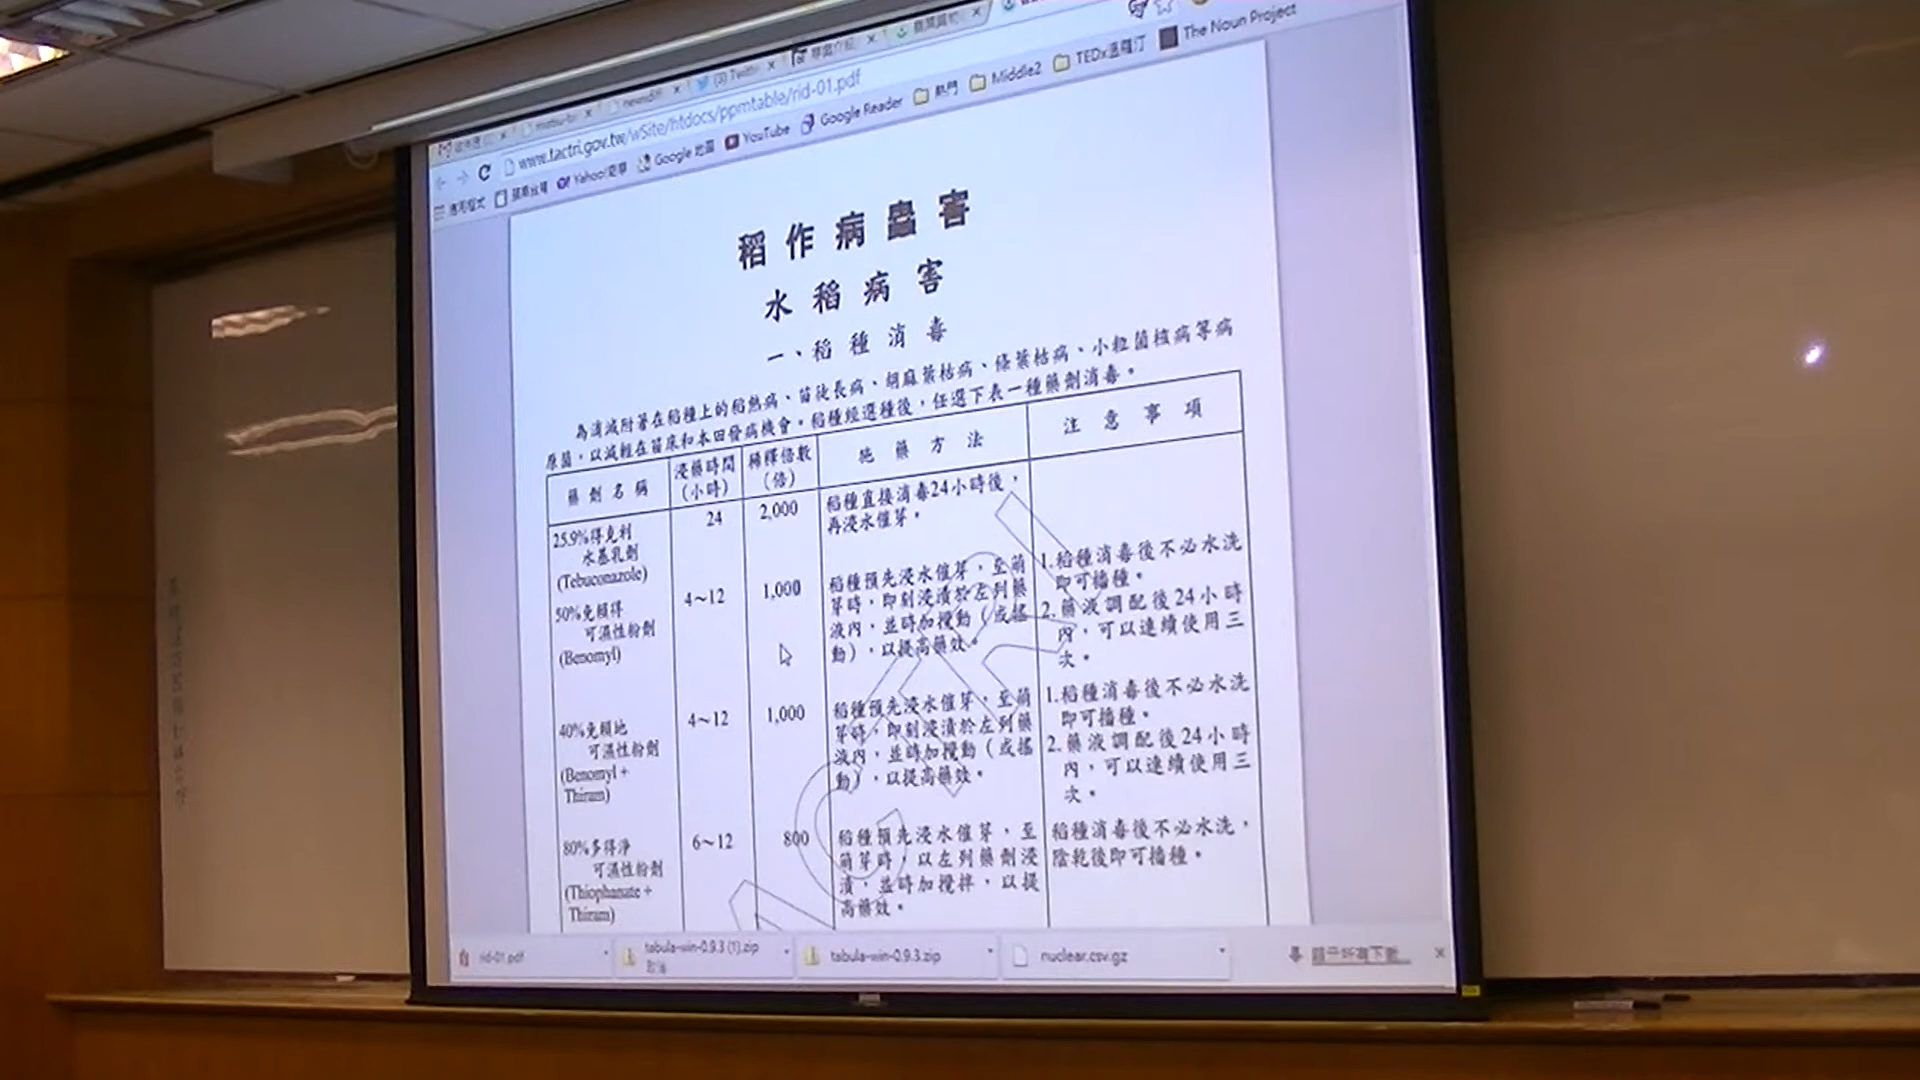 www.tactri.gov.tw/wSite/htdocs/ppmtable/rid-01.pdf
應用程式 蘋果台灣 Yahoo!奇摩 Google 地圖 YouTube Google Reader 熱門 Middle2 TEDx溫羅汀 The Noun Project
稻作病蟲害
水稻病害
一、稻種消毒
為消滅附著在稻種上的稻熱病、苗徒長病、胡麻葉枯病、條葉枯病、小粒菌核病等病
原菌,以減輕在苗床和本田發病機會。稻種經選種後,任選下表一種藥劑消毒。
藥劑名稱 浸藥時間(小時) 稀釋倍數(倍) 施藥方法 注意事項
25.9%得克利 24 2,000 稻種直接消毒24小時後,
水基乳劑 再浸水催芽。
(Tebuconazole)
50%免賴得 4~12 1,000 稻種預先浸水催芽,至萌 1.稻種消毒後不必水洗
可濕性粉劑 芽時,即刻浸漬於左列藥 即可播種。
(Benomyl) 液內,並時加攪動(或搖 2.藥液調配後24小時
動),以提高藥效。 內,可以連續使用三
次。
40%免賴地 4~12 1,000 稻種預先浸水催芽,至萌 1.稻種消毒後不必水洗
可濕性粉劑 芽時,即刻浸漬於左列藥 即可播種。
(Benomyl + 液內,並時加攪動(或搖 2.藥液調配後24小時
Thiram) 動),以提高藥效。 內,可以連續使用三
次。
80%多得淨 6~12 800 稻種預先浸水催芽,至 稻種消毒後不必水洗,
可濕性粉劑 萌芽時,以左列藥劑浸 陰乾後即可播種。
(Thiophanate + 漬,並時加攪拌,以提
Thiram) 高藥效。
rid-01.pdf tabula-win-0.9.3 (1).zip tabula-win-0.9.3.zip nuclear.csv.gz
取消